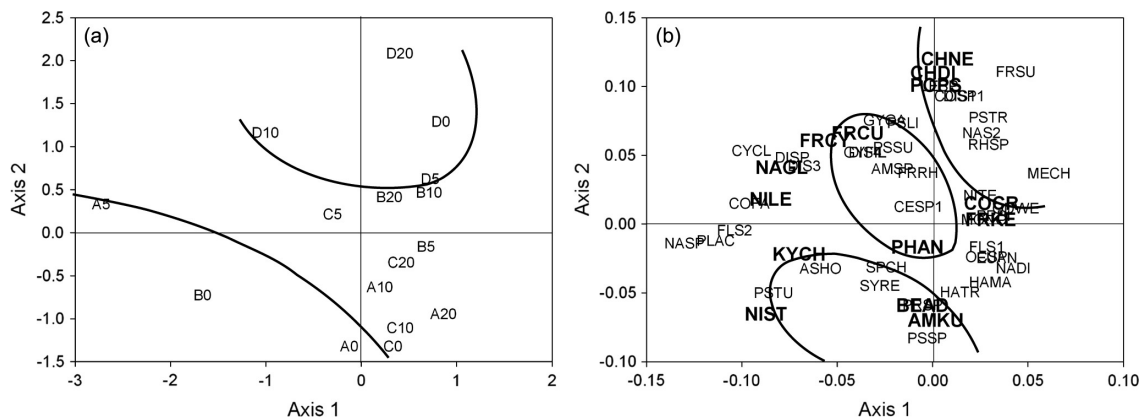 (a)
2.5
2.0
1.5
1.0
0.5
0.0
-0.5
-1.0
-1.5
Axis 2
D20
D0
D10
D5
B10
B20
A5
C5
B5
C20
A10
B0
A20
C10
A0
C0
-3
-2
-1
0
1
2
Axis 1
(b)
0.15
0.10
0.05
0.00
-0.05
-0.10
Axis 2
CHNE
CHDI
POPS
FRSU
PSTR
NAS2
RHSP
MECH
PSLI
FRCU
FRCY
PSSU
CYCL
DISP
NAGL
AMSP
FRRH
NILE
COPA
CESP1
NITE
COSR
FRKE
FLS2
NASP
PLAC
PHAN
KYCH
ASHO
SPCH
FLS1
NADI
HAMA
SYRE
HATR
PSTU
NIST
BEAD
AMKU
PSSP
-0.15
-0.10
-0.05
0.00
0.05
0.10
Axis 1